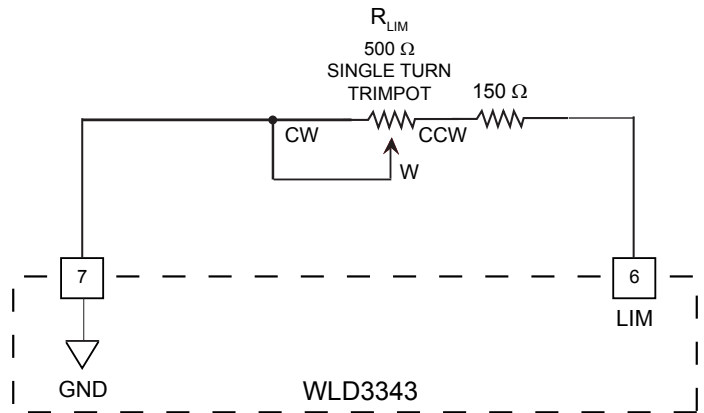 R_LIM
500 Ω
SINGLE TURN
TRIMPOT
150 Ω
CW
CCW
W
7
6
LIM
GND
WLD3343